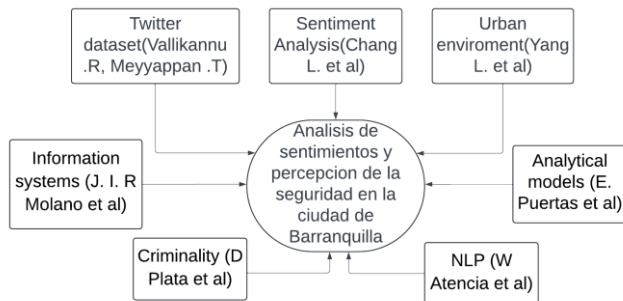 Twitter
dataset(Vallikannu
.R, Meyyappan .T)
Sentiment
Analysis(Chang
L. et al)
Urban
enviroment(Yang
L. et al)
Information
systems (J. I. R
Molano et al)
Analisis de
sentimientos y
percepcion de la
seguridad en la
ciudad de
Barranquilla
Analytical
models (E.
Puertas et al)
Criminality (D
Plata et al)
NLP (W
Atencia et al)